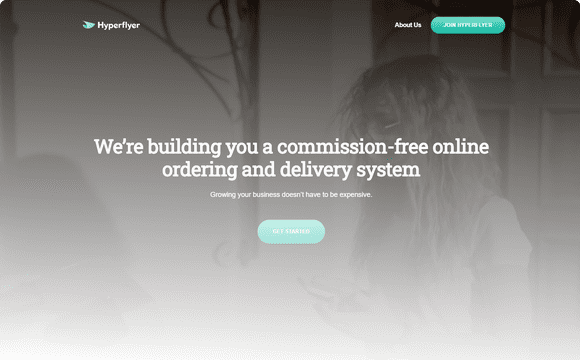 Hyperflyer
About Us
JOIN HYPERFLYER
We're building you a commission-free online
ordering and delivery system
Growing your business doesn't have to be expensive.
GET STARTED